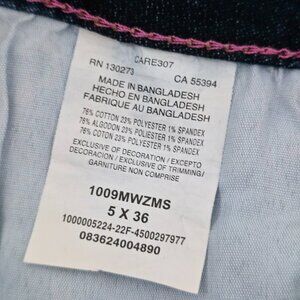 CARE307
RN 130273 CA 55394
MADE IN BANGLADESH
HECHO EN BANGLADESH
FABRIQUE AU BANGLADESH
76% COTTON 23% POLYESTER 1% SPANDEX
76% ALGODON 23% POLIESTER 1% SPANDEX
76% COTON 23% POLYESTER 1% SPANDEX
EXCLUSIVE OF DECORATION / EXCEPTO
DECORACION / EXCLUSIVE OF TRIMMING/
GARNITURE NON COMPRISE
1009MWZMS
5 X 36
1000005224-22F-4500297977
083624004890